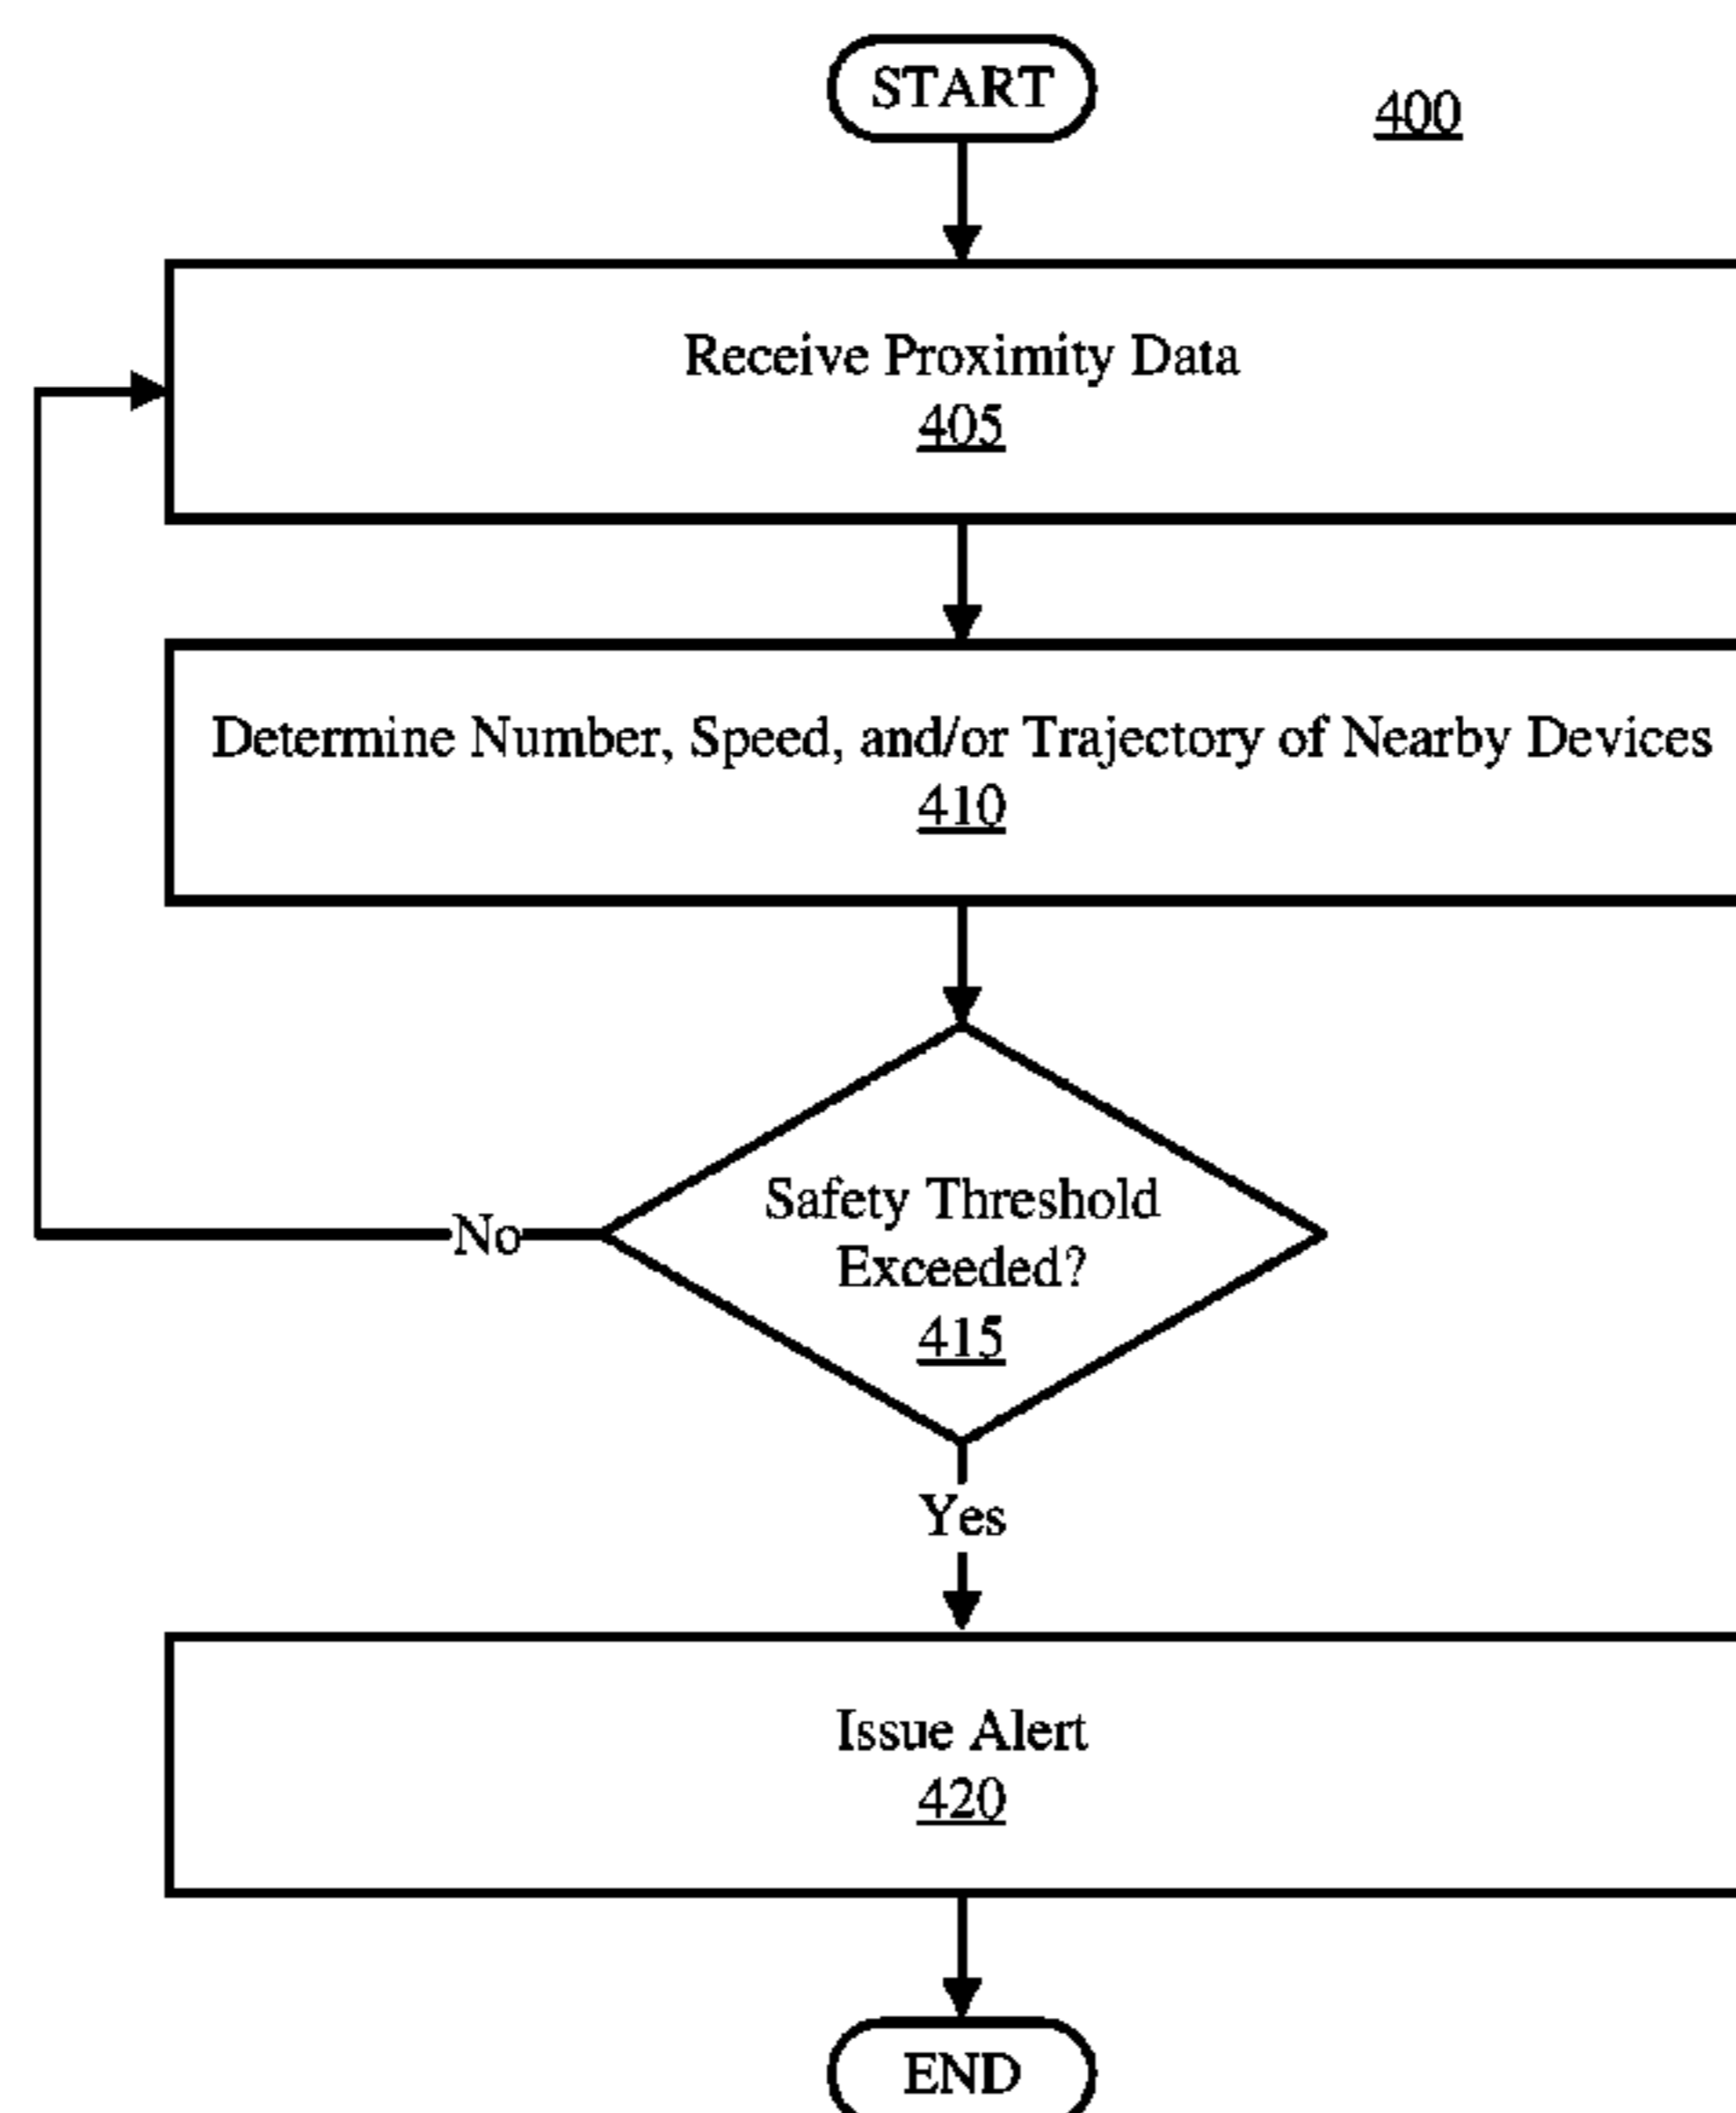 START
400
Receive Proximity Data
405
Determine Number, Speed, and/or Trajectory of Nearby Devices
410
Safety Threshold
Exceeded?
415
No
Yes
Issue Alert
420
END